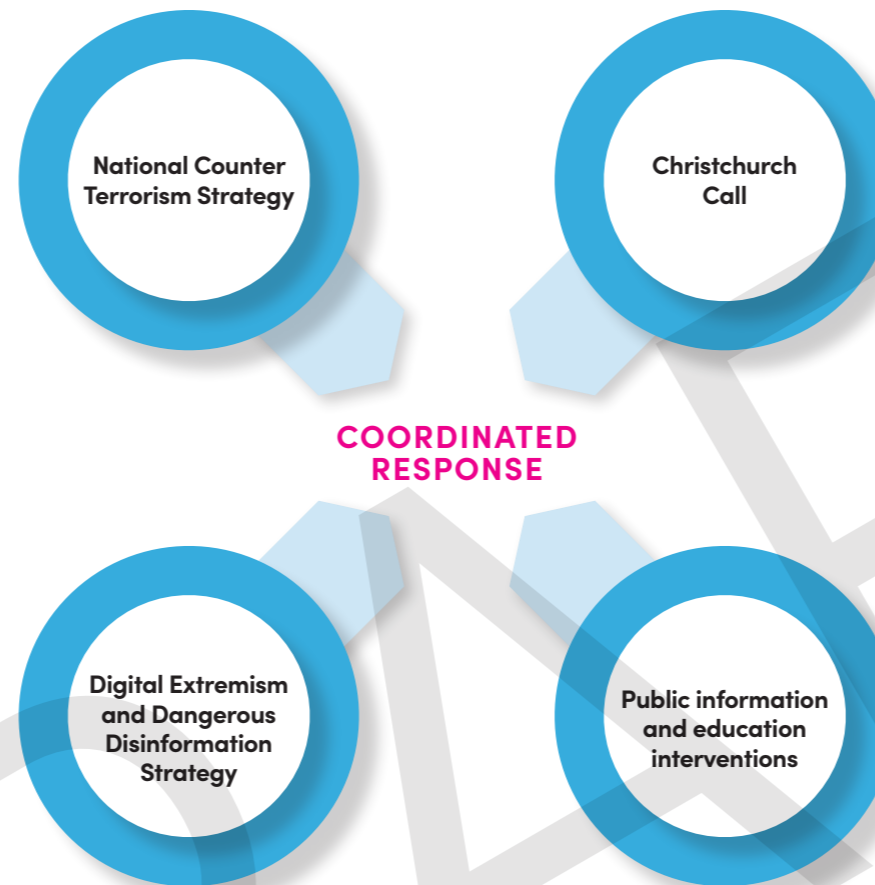 National Counter
Terrorism Strategy
Christchurch
Call
COORDINATED
RESPONSE
Digital Extremism
and Dangerous
Disinformation
Strategy
Public information
and education
interventions